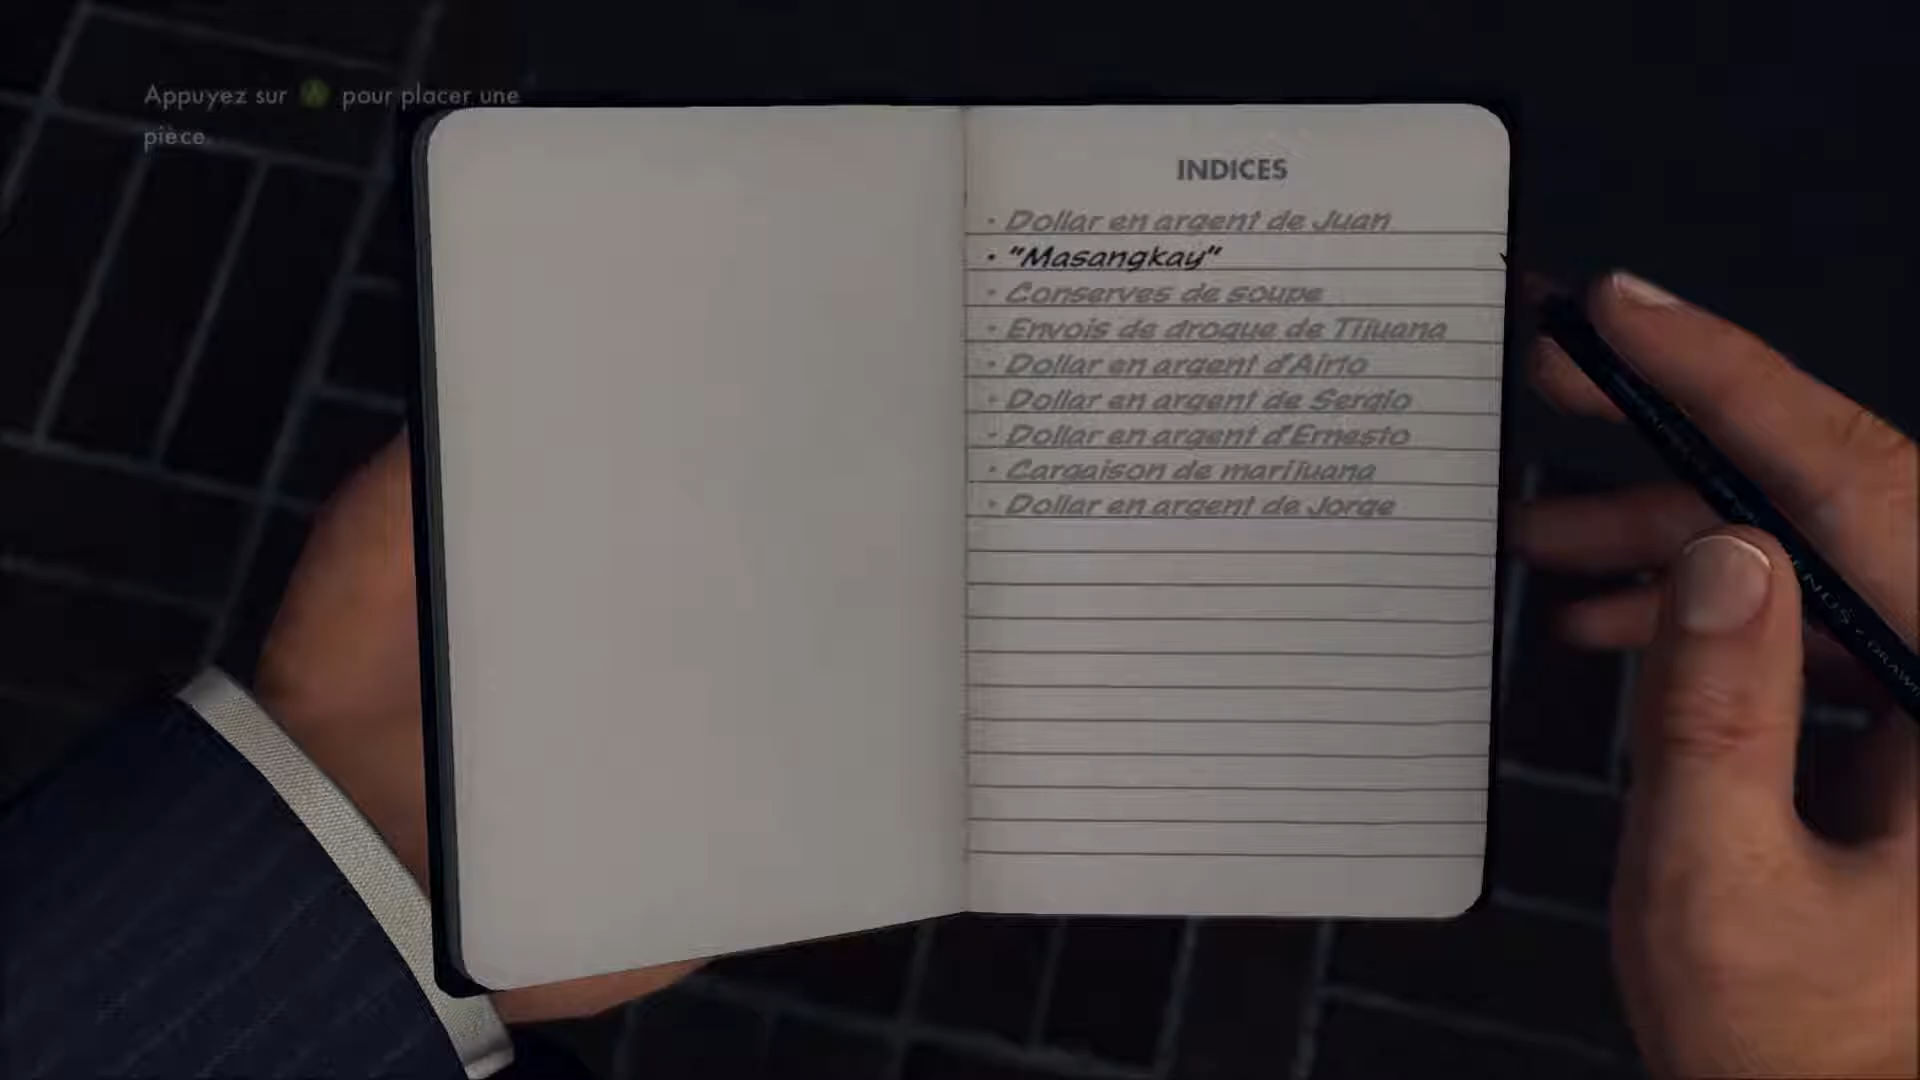 Appuyez sur A pour placer une
pièce.
INDICES
• Dollar en argent de Juan
• "Masangkay"
• Conserves de soupe
• Envois de drogue de Tijuana
• Dollar en argent d'Airto
• Dollar en argent de Sergio
• Dollar en argent d'Ernesto
• Cargaison de marijuana
• Dollar en argent de Jorge